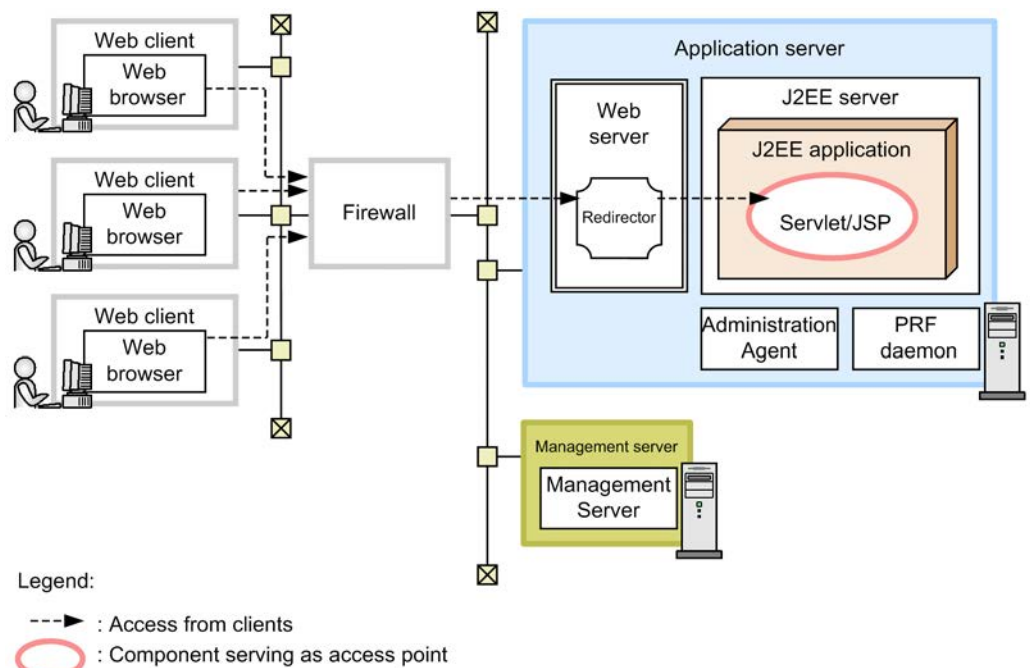 Web client
Web
browser
Web client
Web
browser
Web client
Web
browser
Firewall
Application server
Web
server
Redirector
J2EE server
J2EE application
Servlet/JSP
Administration
Agent
PRF
daemon
Management server
Management
Server
Legend:
: Access from clients
: Component serving as access point